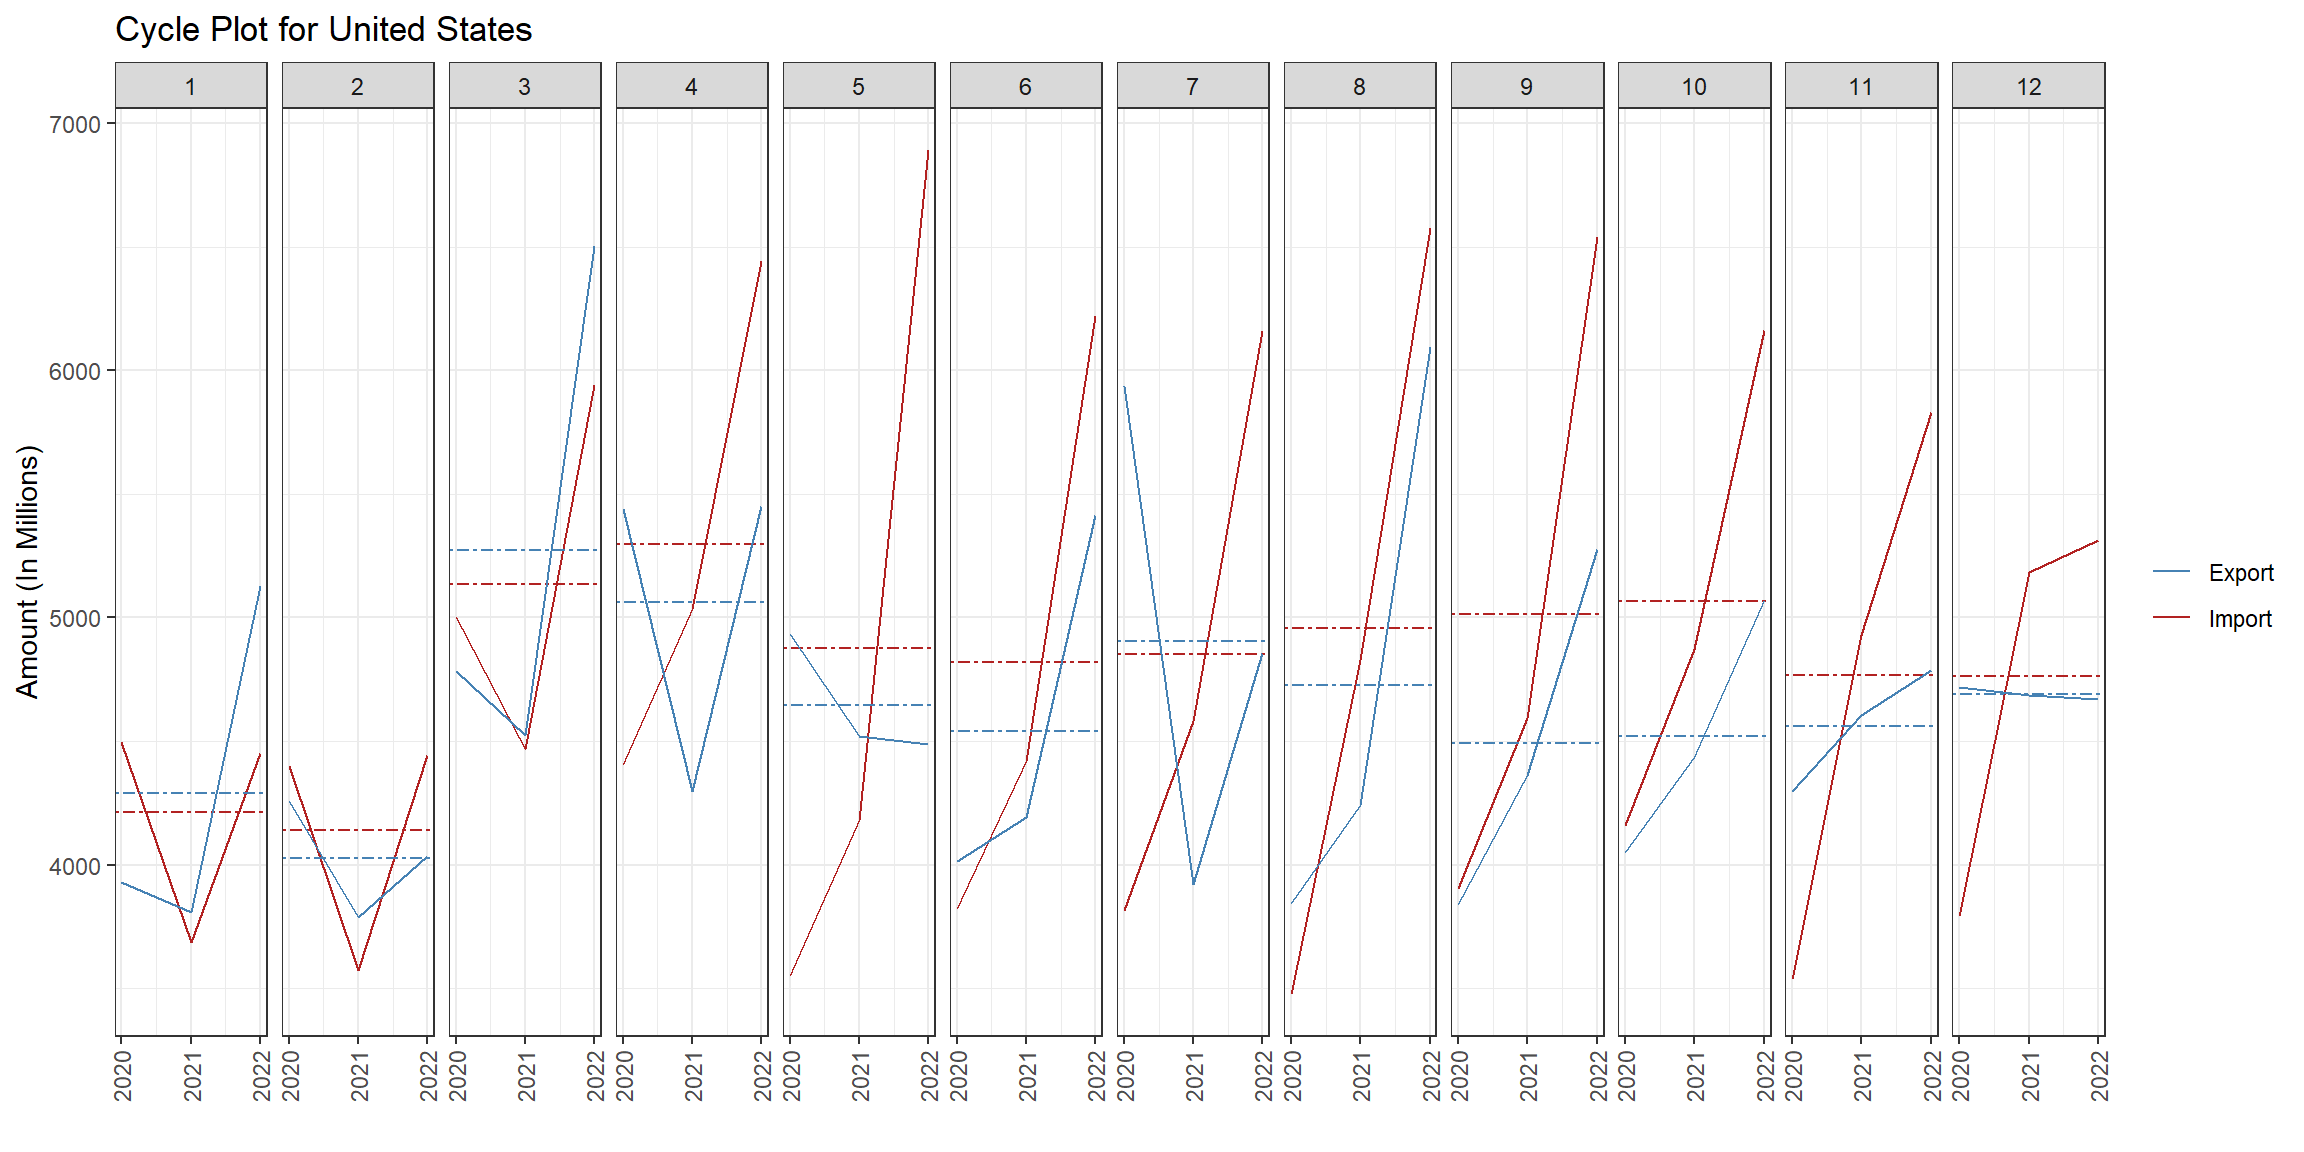 Cycle Plot for United States
1 2 3 4 5 6 7 8 9 10 11 12
7000
6000
5000
4000
Amount (In Millions)
Export
Import
2020 2021 2022 2020 2021 2022 2020 2021 2022 2020 2021 2022 2020 2021 2022 2020 2021 2022 2020 2021 2022 2020 2021 2022 2020 2021 2022 2020 2021 2022 2020 2021 2022 2020 2021 2022